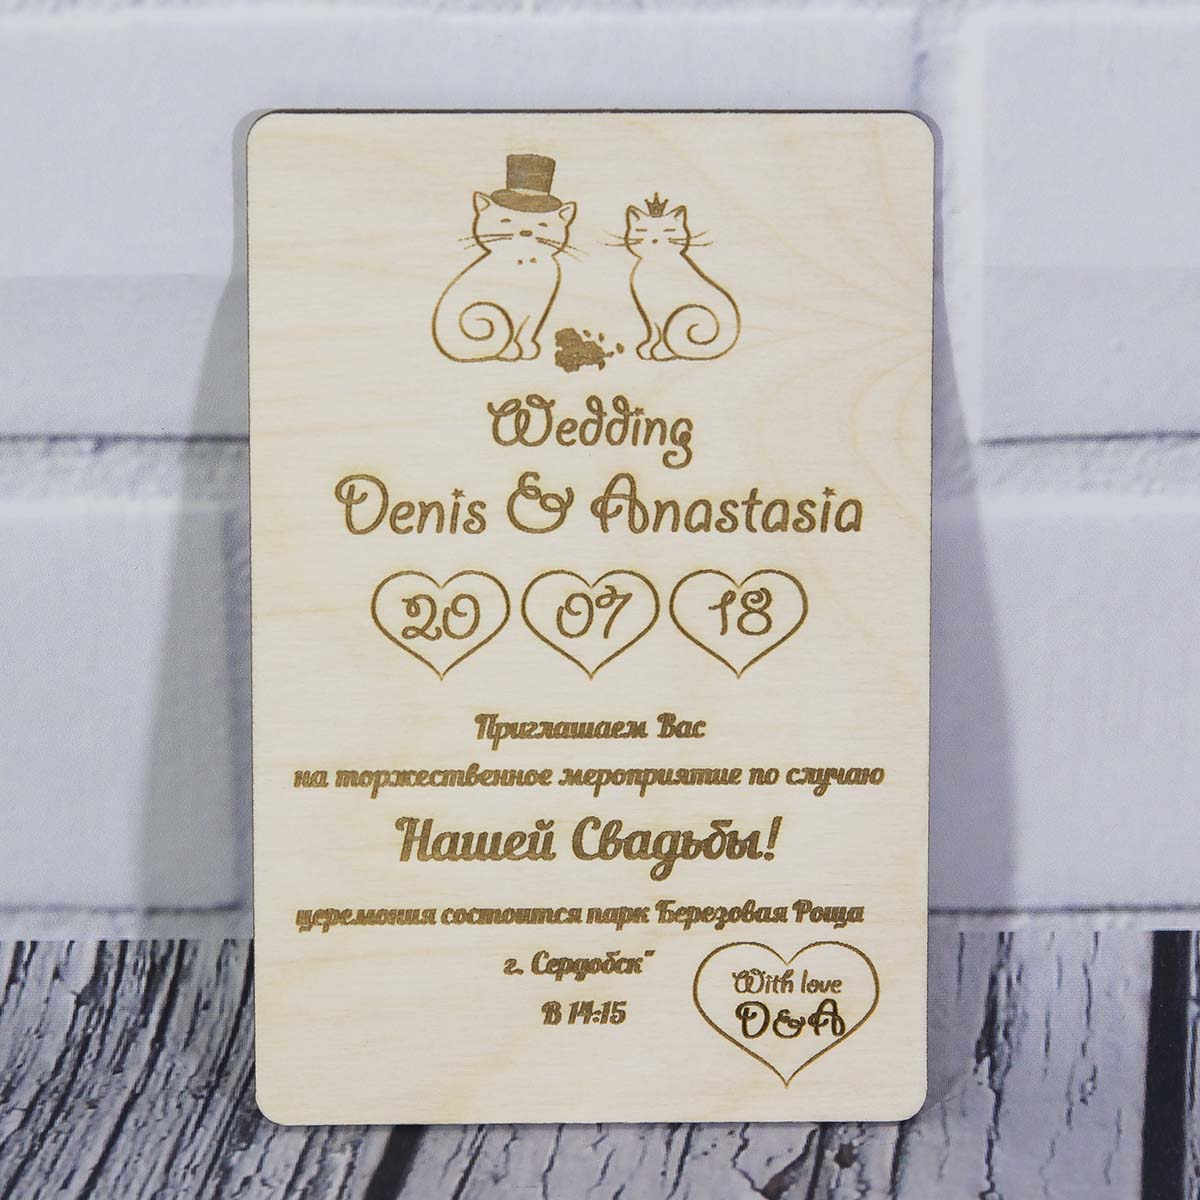 Wedding
Denis & Anastasia
20 07 18
Приглашаем Вас
на торжественное мероприятие по случаю
Нашей Свадьбы!
церемония состоится парк Березовая Роща
г. Сердобск"
В 14:15
With love
D&A